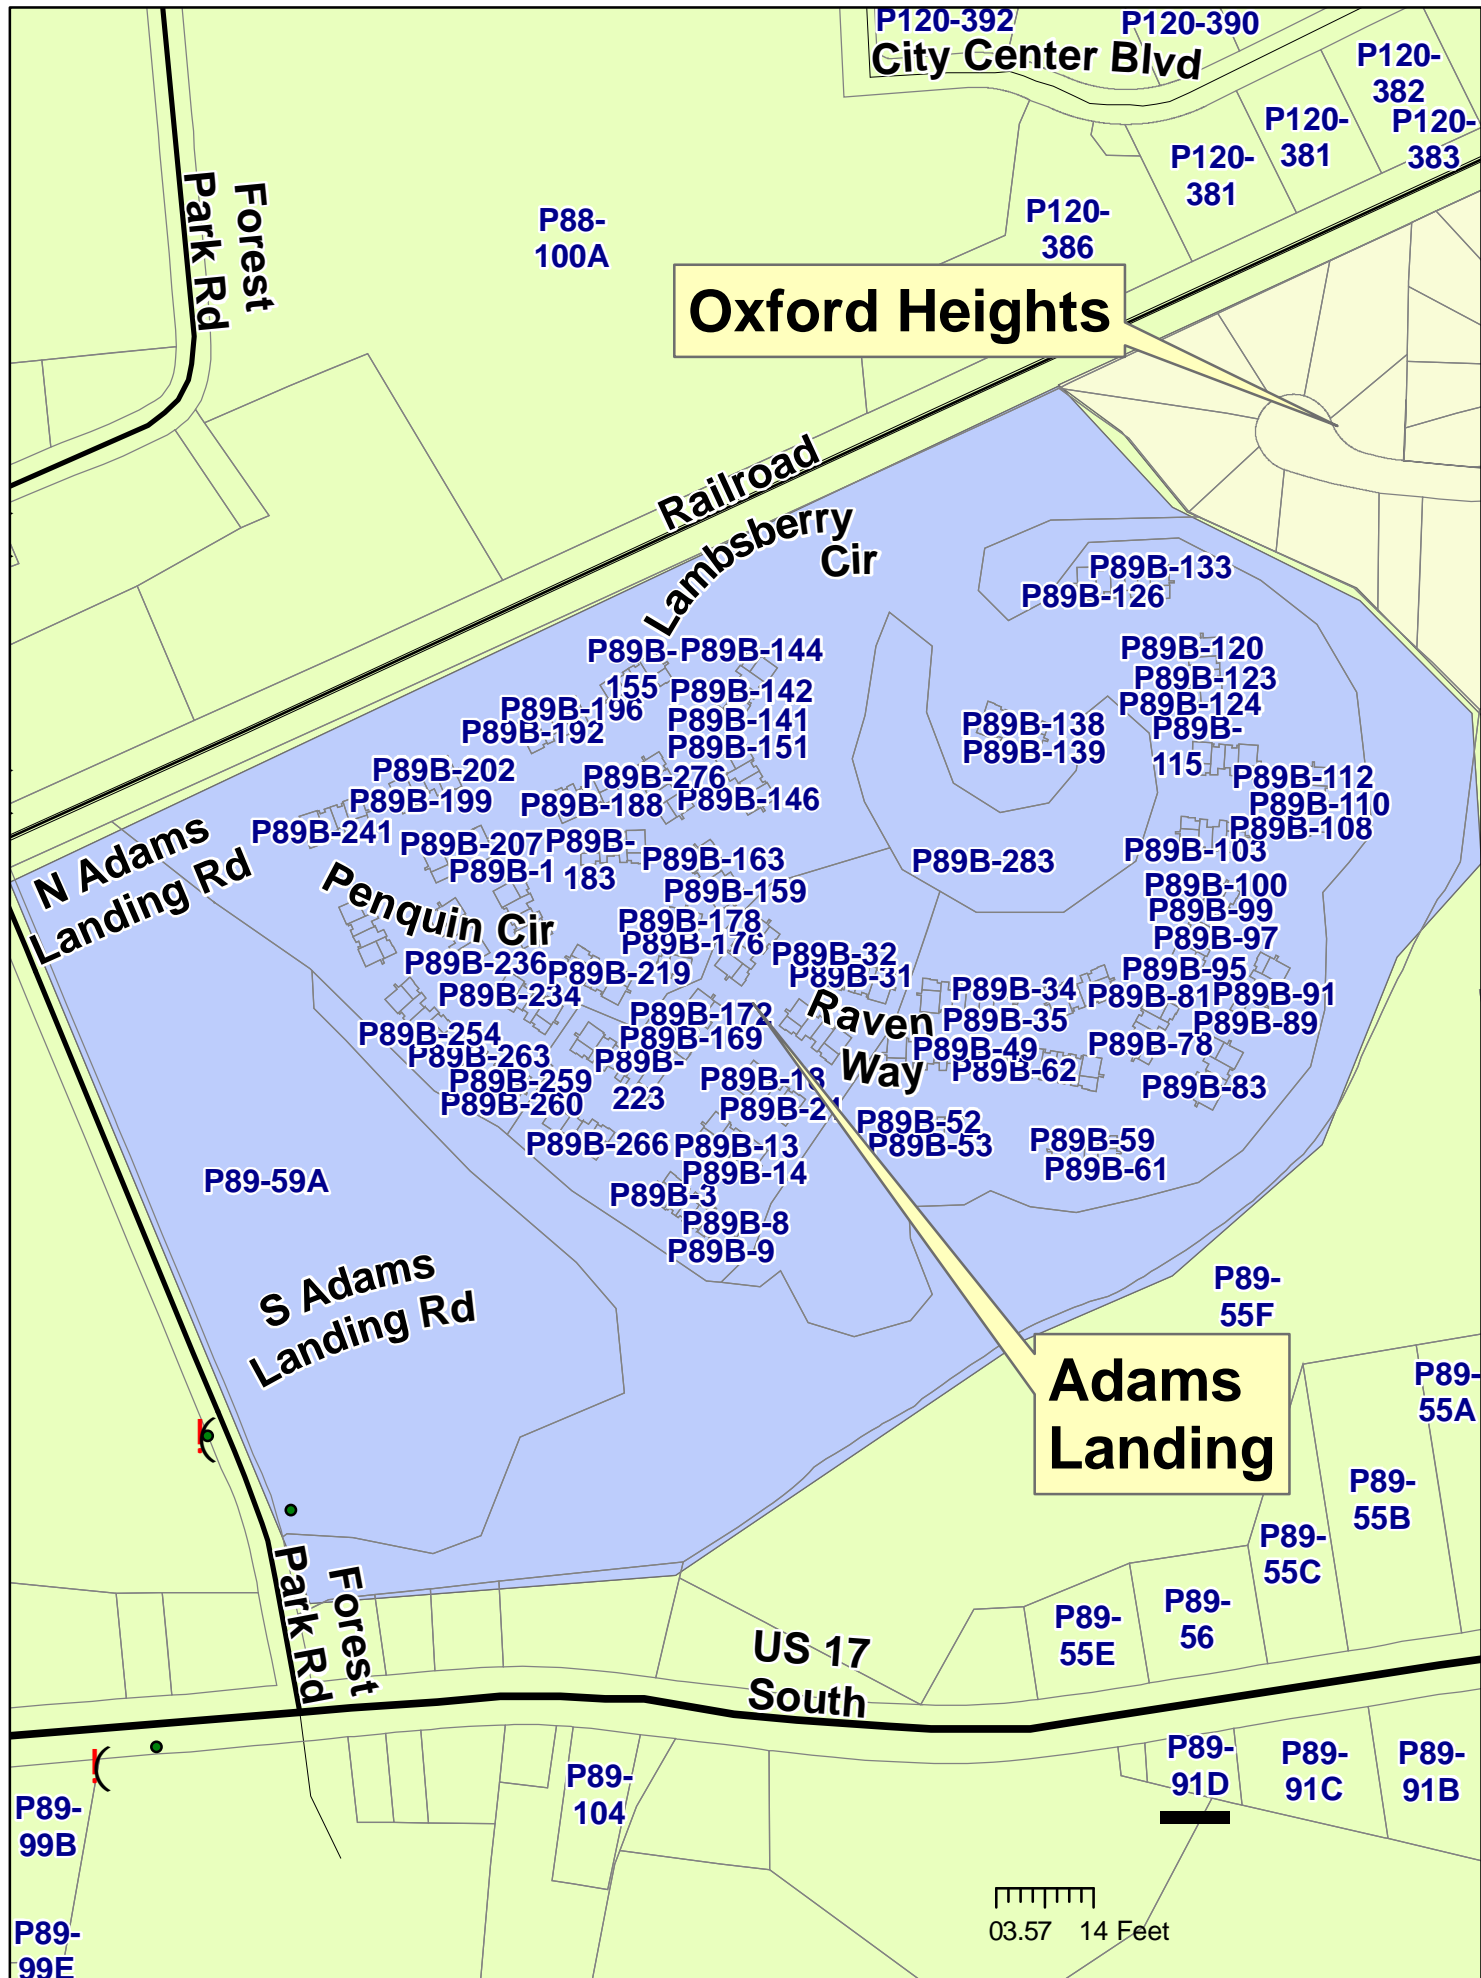 P120-392
P120-390
City Center Blvd
P120-
382
P120-
381
P120-
383
P120-
381
Forest
Park Rd
P88-
100A
P120-
386
Oxford Heights
Railroad
Lambsberry
Cir
P89B-133
P89B-126
P89B-
155
P89B-144
P89B-120
P89B-123
P89B-124
P89B-142
P89B-196
P89B-192
P89B-141
P89B-151
P89B-138
P89B-139
P89B-
115
P89B-202
P89B-276
P89B-112
P89B-199
P89B-188
P89B-146
P89B-110
P89B-108
P89B-241
P89B-207
P89B-
183
P89B-1
P89B-163
P89B-283
P89B-103
N Adams
Landing Rd
Penquin Cir
P89B-159
P89B-100
P89B-99
P89B-178
P89B-176
P89B-97
P89B-32
P89B-31
P89B-236
P89B-219
P89B-95
P89B-234
P89B-34
P89B-81
P89B-91
P89B-172
P89B-169
Raven
Way
P89B-35
P89B-89
P89B-254
P89B-263
P89B-
223
P89B-49
P89B-62
P89B-78
P89B-259
P89B-260
P89B-18
P89B-21
P89B-83
P89B-52
P89B-53
P89B-266
P89B-13
P89B-14
P89B-59
P89B-61
P89-59A
P89B-3
P89B-8
P89B-9
S Adams
Landing Rd
P89-
55F
Adams
Landing
P89-
55A
P89-
55B
P89-
55C
Forest
Park Rd
P89-
55E
P89-
56
US 17
South
P89-
91D
P89-
91C
P89-
91B
P89-
104
P89-
99B
03.57 14 Feet
P89-
99E